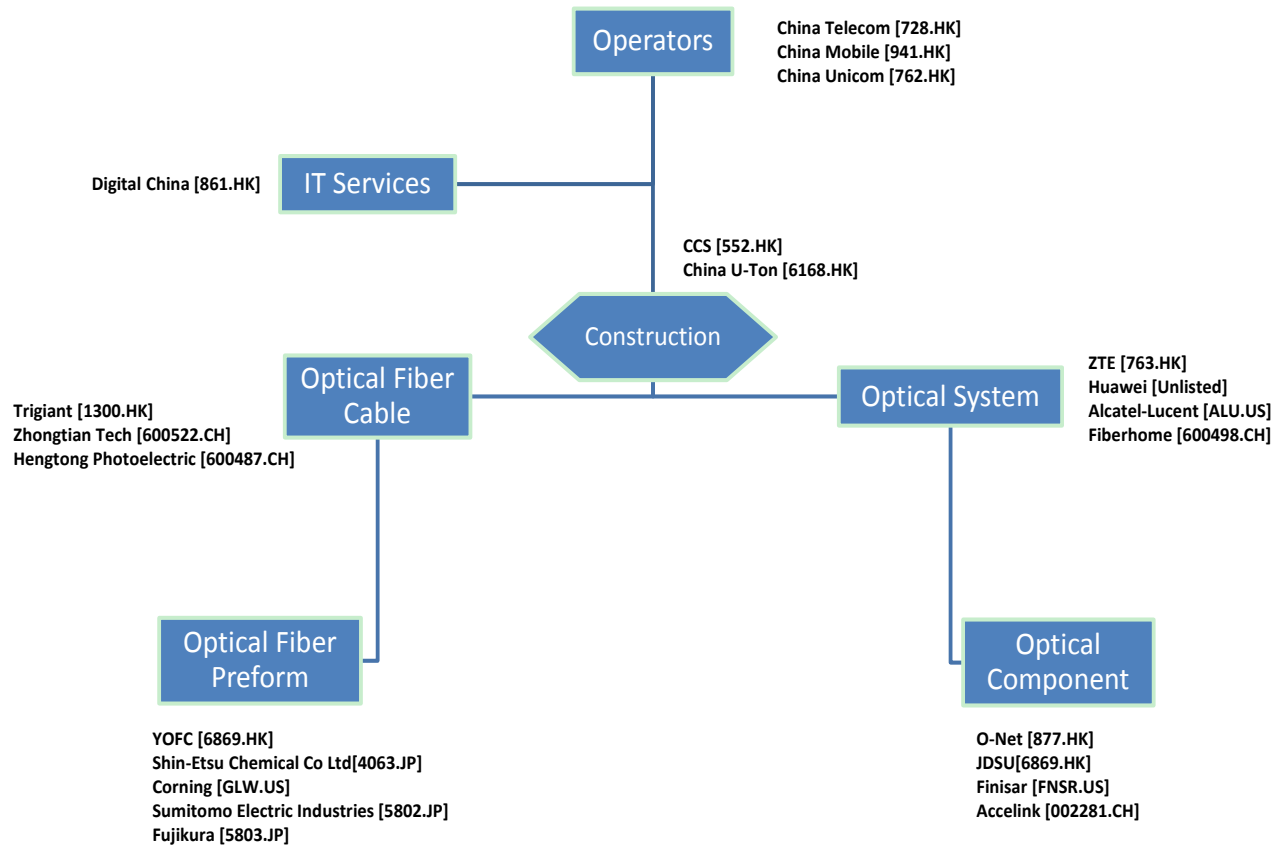 Operators
China Telecom [728.HK]
China Mobile [941.HK]
China Unicom [762.HK]
Digital China [861.HK]
IT Services
CCS [552.HK]
China U-Ton [6168.HK]
Construction
Optical Fiber
Cable
Trigiant [1300.HK]
Zhongtian Tech [600522.CH]
Hengtong Photoelectric [600487.CH]
Optical System
ZTE [763.HK]
Huawei [Unlisted]
Alcatel-Lucent [ALU.US]
Fiberhome [600498.CH]
Optical Fiber
Preform
YOFC [6869.HK]
Shin-Etsu Chemical Co Ltd[4063.JP]
Corning [GLW.US]
Sumitomo Electric Industries [5802.JP]
Fujikura [5803.JP]
Optical
Component
O-Net [877.HK]
JDSU[6869.HK]
Finisar [FNSR.US]
Accelink [002281.CH]